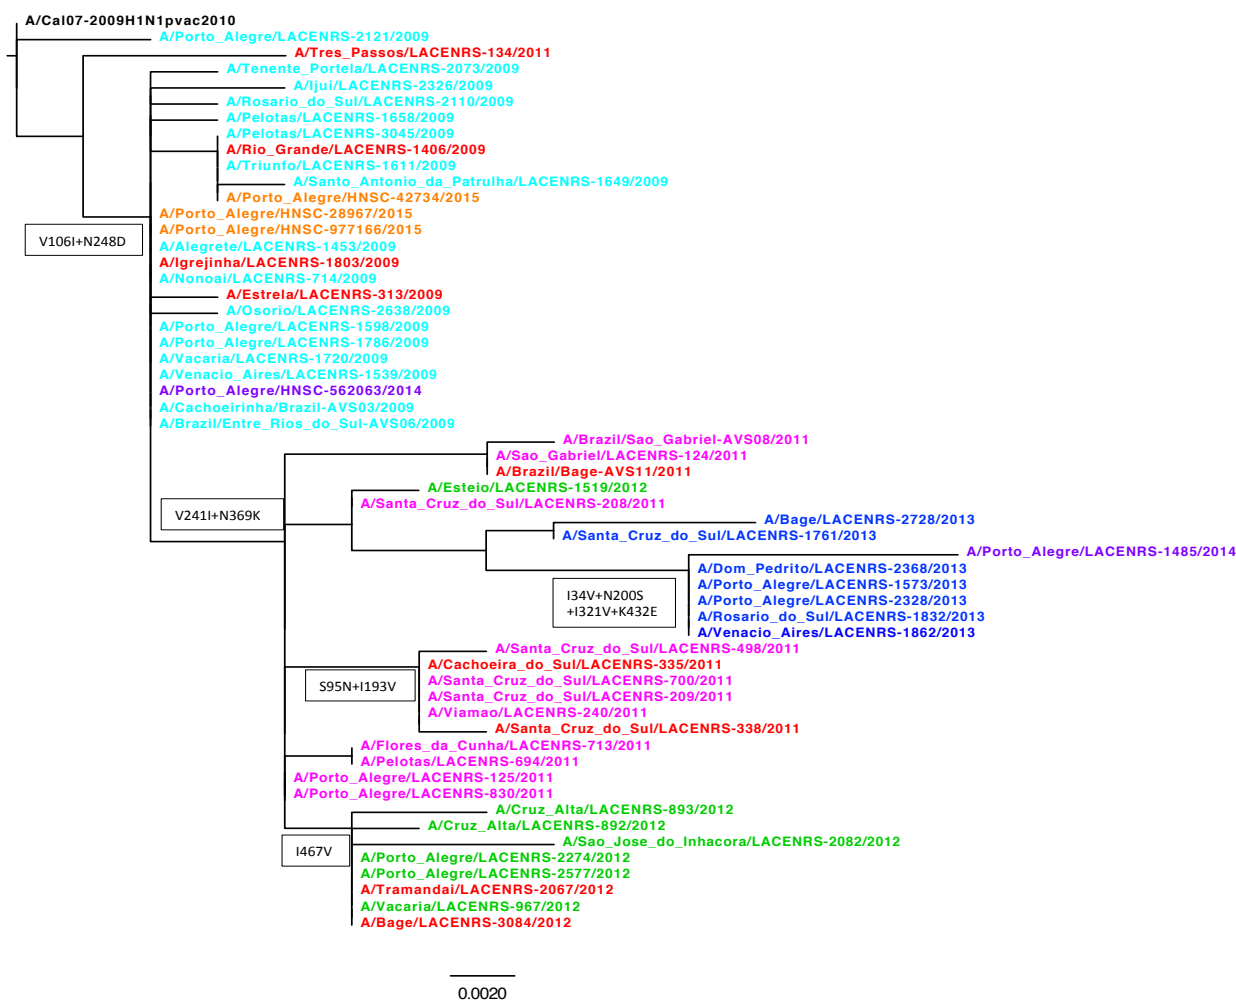 A/Cal07-2009H1N1pvac2010
A/Porto_Alegre/LACENRS-2121/2009
A/Tres_Passos/LACENRS-134/2011
A/Tenente_Portela/LACENRS-2073/2009
A/Ijui/LACENRS-2326/2009
A/Rosario_do_Sul/LACENRS-2110/2009
A/Pelotas/LACENRS-1658/2009
A/Pelotas/LACENRS-3045/2009
A/Rio_Grande/LACENRS-1406/2009
A/Triunfo/LACENRS-1611/2009
A/Santo_Antonio_da_Patrulha/LACENRS-1649/2009
A/Porto_Alegre/HNSC-42734/2015
A/Porto_Alegre/HNSC-28967/2015
A/Porto_Alegre/HNSC-977166/2015
V106I+N248D
A/Alegrete/LACENRS-1453/2009
A/Igrejinha/LACENRS-1803/2009
A/Nonoai/LACENRS-714/2009
A/Estrela/LACENRS-313/2009
A/Osorio/LACENRS-2638/2009
A/Porto_Alegre/LACENRS-1598/2009
A/Porto_Alegre/LACENRS-1786/2009
A/Vacaria/LACENRS-1720/2009
A/Venacio_Aires/LACENRS-1539/2009
A/Porto_Alegre/HNSC-562063/2014
A/Cachoeirinha/Brazil-AVS03/2009
A/Brazil/Entre_Rios_do_Sul-AVS06/2009
A/Brazil/Sao_Gabriel-AVS08/2011
A/Sao_Gabriel/LACENRS-124/2011
A/Brazil/Bage-AVS11/2011
A/Esteio/LACENRS-1519/2012
A/Santa_Cruz_do_Sul/LACENRS-208/2011
V241I+N369K
A/Bage/LACENRS-2728/2013
A/Santa_Cruz_do_Sul/LACENRS-1761/2013
A/Porto_Alegre/LACENRS-1485/2014
A/Dom_Pedrito/LACENRS-2368/2013
A/Porto_Alegre/LACENRS-1573/2013
I34V+N200S
+I321V+K432E
A/Porto_Alegre/LACENRS-2328/2013
A/Rosario_do_Sul/LACENRS-1832/2013
A/Venacio_Aires/LACENRS-1862/2013
A/Santa_Cruz_do_Sul/LACENRS-498/2011
A/Cachoeira_do_Sul/LACENRS-335/2011
A/Santa_Cruz_do_Sul/LACENRS-700/2011
S95N+I193V
A/Santa_Cruz_do_Sul/LACENRS-209/2011
A/Viamao/LACENRS-240/2011
A/Santa_Cruz_do_Sul/LACENRS-338/2011
A/Flores_da_Cunha/LACENRS-713/2011
A/Pelotas/LACENRS-694/2011
A/Porto_Alegre/LACENRS-125/2011
A/Porto_Alegre/LACENRS-830/2011
A/Cruz_Alta/LACENRS-893/2012
A/Cruz_Alta/LACENRS-892/2012
A/Sao_Jose_do_Inhacora/LACENRS-2082/2012
I467V
A/Porto_Alegre/LACENRS-2274/2012
A/Porto_Alegre/LACENRS-2577/2012
A/Tramandai/LACENRS-2067/2012
A/Vacaria/LACENRS-967/2012
A/Bage/LACENRS-3084/2012
0.0020